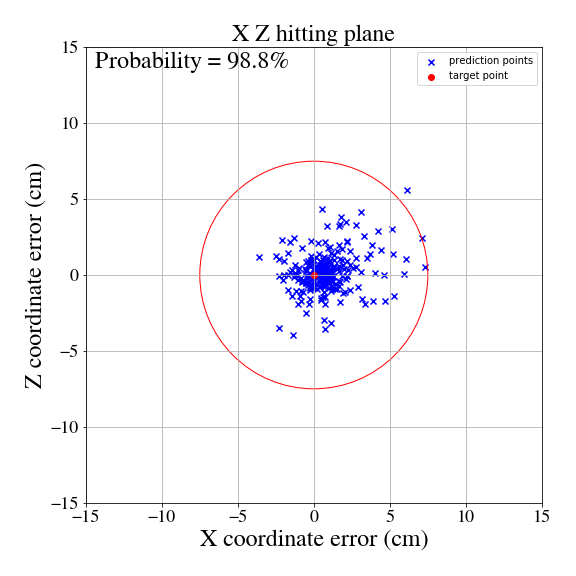 X Z hitting plane
Probability = 98.8%
prediction points
target point
15
10
5
0
−5
−10
−15
Z coordinate error (cm)
−15 −10 −5 0 5 10 15
X coordinate error (cm)